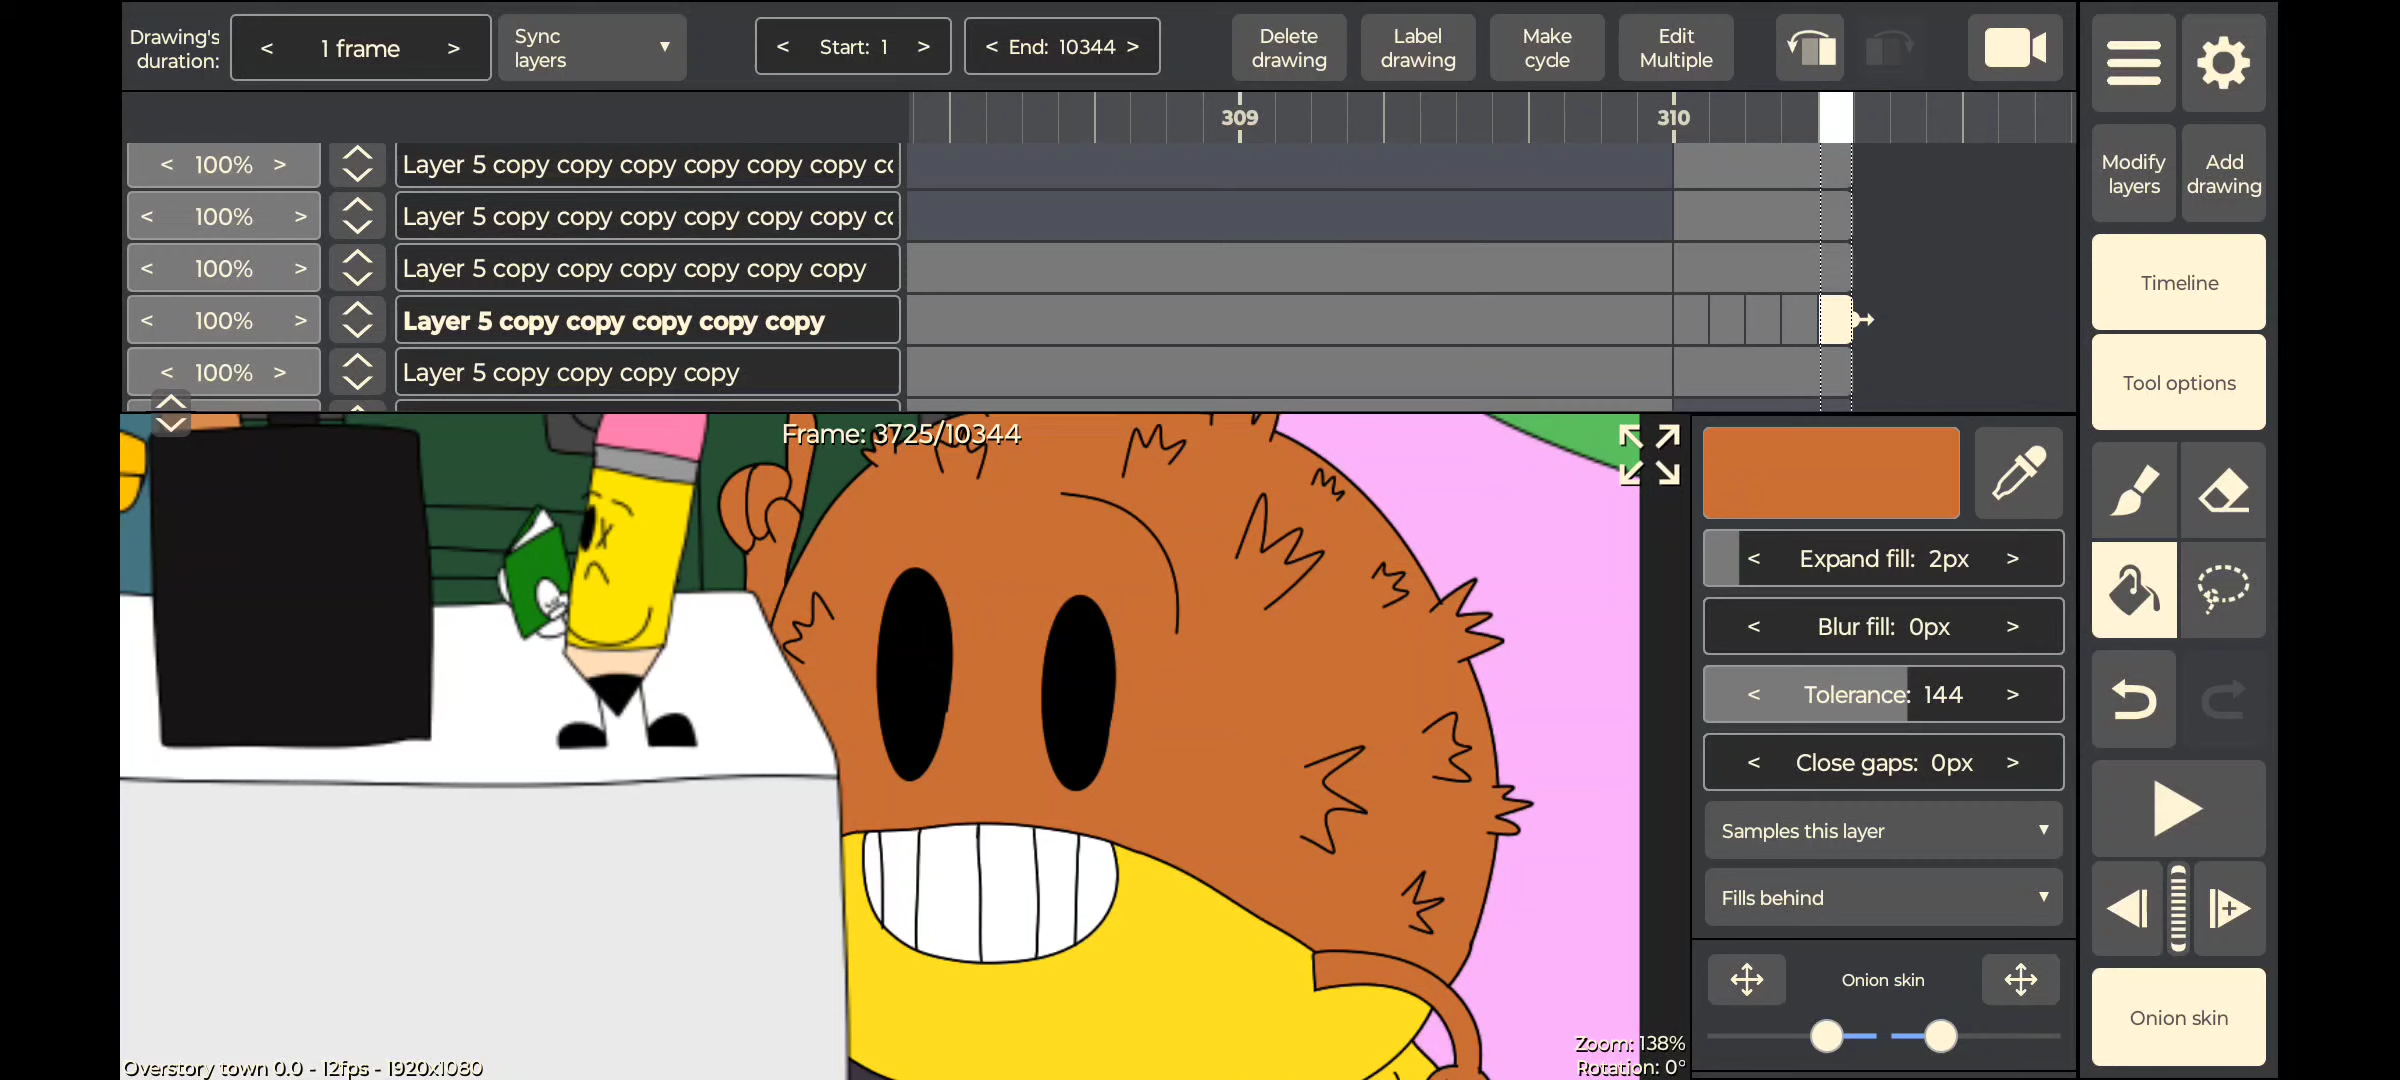 Drawing's
duration:
< 1 frame >
Sync
layers
< Start: 1 >
< End: 10344 >
Delete
drawing
Label
drawing
Make
cycle
Edit
Multiple
309
310
Modify
layers
Add
drawing
< 100% >
Layer 5 copy copy copy copy copy copy co
< 100% >
Layer 5 copy copy copy copy copy copy co
< 100% >
Layer 5 copy copy copy copy copy copy
< 100% >
Layer 5 copy copy copy copy copy
< 100% >
Layer 5 copy copy copy copy
Timeline
Tool options
Frame: 3725/10344
< Expand fill: 2px >
< Blur fill: 0px >
< Tolerance: 144 >
< Close gaps: 0px >
Samples this layer
Fills behind
Onion skin
Onion skin
Zoom: 138%
Rotation: 0°
Overstory town 0.0 - 12fps - 1920x1080